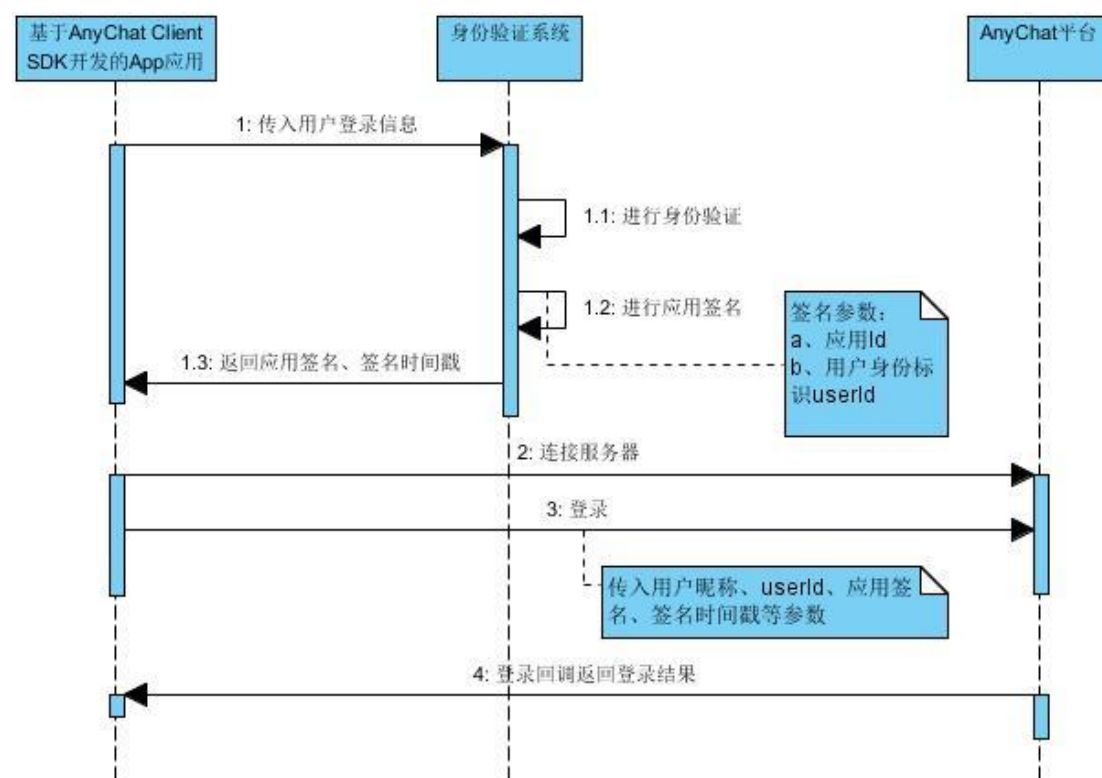 基于AnyChat Client
SDK开发的App应用
身份验证系统
AnyChat平台
1: 传入用户登录信息
1.1: 进行身份验证
1.2: 进行应用签名
签名参数：
a、应用Id
b、用户身份标
识userId
1.3: 返回应用签名、签名时间戳
2: 连接服务器
3: 登录
传入用户昵称、userId、应用签
名、签名时间戳等参数
4: 登录回调返回登录结果